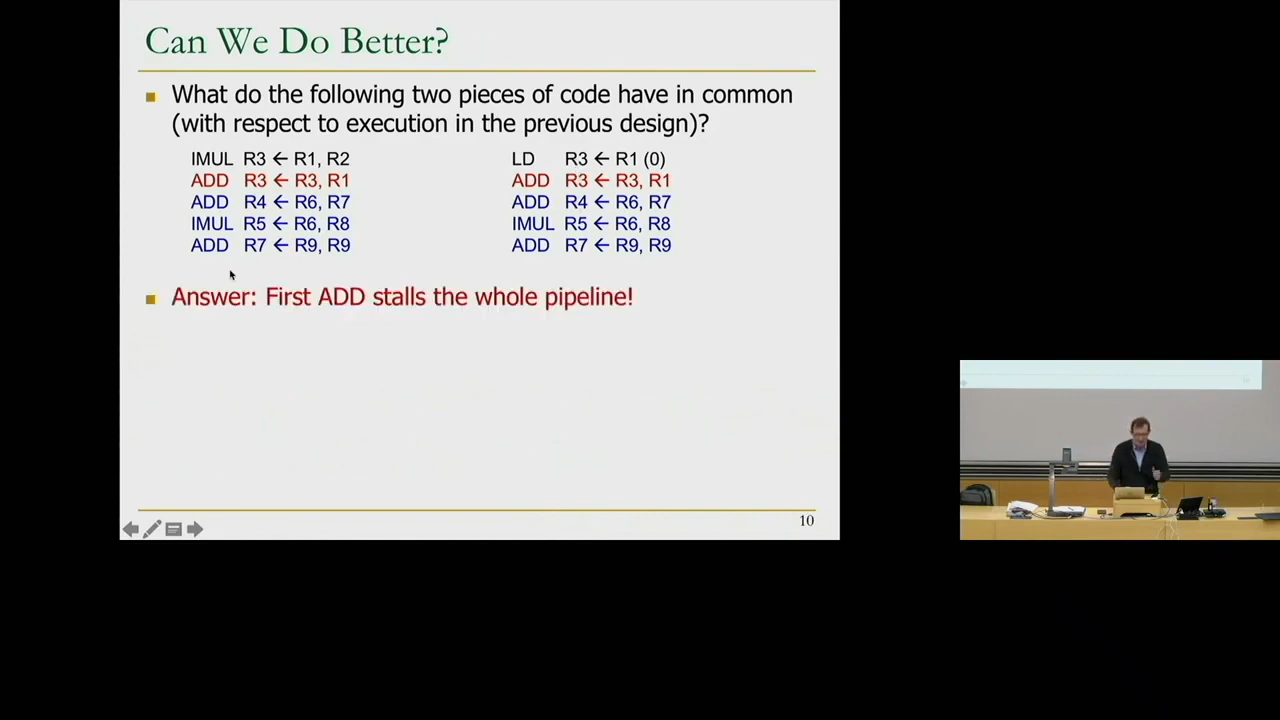 Can We Do Better?
What do the following two pieces of code have in common
(with respect to execution in the previous design)?
IMUL R3 ← R1, R2
ADD R3 ← R3, R1
ADD R4 ← R6, R7
IMUL R5 ← R6, R8
ADD R7 ← R9, R9
LD R3 ← R1 (0)
ADD R3 ← R3, R1
ADD R4 ← R6, R7
IMUL R5 ← R6, R8
ADD R7 ← R9, R9
Answer: First ADD stalls the whole pipeline!
10